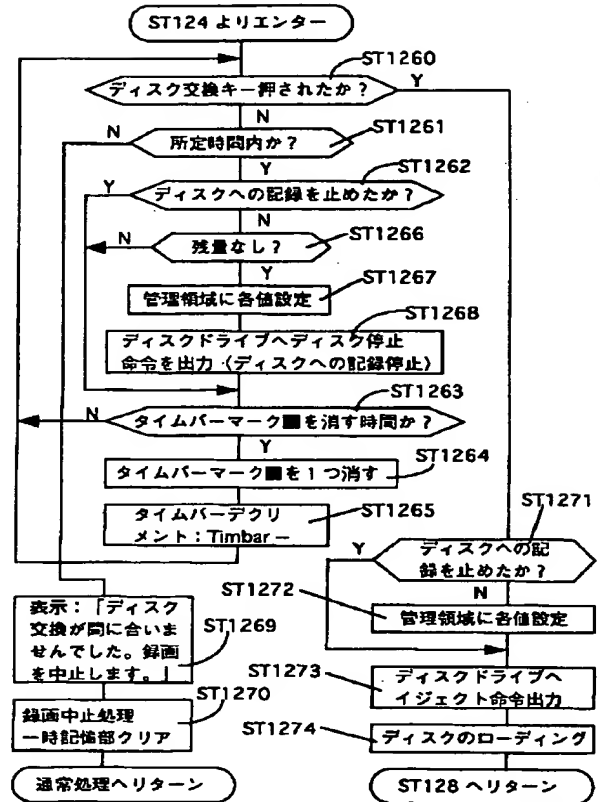 ST124 よりエンター
ST1260
ディスク交換キー押されたか？
Y
N
ST1261
N
所定時間内か？
Y
ST1262
Y
ディスクへの記録を止めたか？
N
ST1266
N
残量なし？
Y
ST1267
管理領域に各値設定
ST1268
ディスクドライブへディスク停止
命令を出力（ディスクへの記録停止）
ST1263
N
タイムバーマーク■を消す時間か？
Y
ST1264
タイムバーマーク■を１つ消す
ST1265
タイムバーデクリ
メント：Timbar −
ST1271
Y
ディスクへの記
録を止めたか？
N
ST1272
管理領域に各値設定
表示：「ディスク
交換が間に合いま
せんでした。録画
を中止します。」
ST1269
ST1273
ディスクドライブへ
イジェクト命令出力
ST1270
録画中止処理
一時記憶部クリア
ST1274
ディスクのローディング
通常処理へリターン
ST128 へリターン